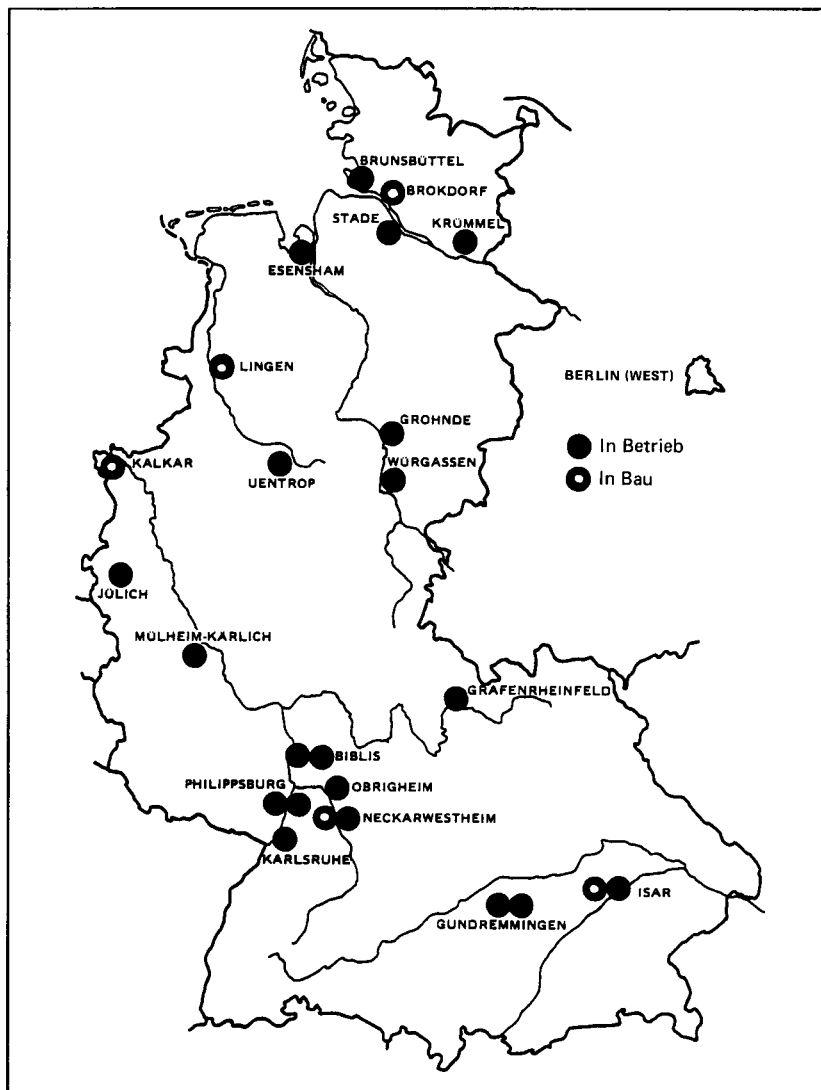 BRUNSBÜTTEL
BROKDORF
STADE
KRÜMMEL
ESENSHAM
LINGEN
BERLIN (WEST)
GROHNDE
In Betrieb
KALKAR
UENTROP
WÜRGASSEN
In Bau
JÜLICH
MÜLHEIM-KÄRLICH
GRAFENRHEINFELD
BIBLIS
PHILIPPSBURG
OBRIGHEIM
NECKARWESTHEIM
KARLSRUHE
ISAR
GUNDREMMINGEN